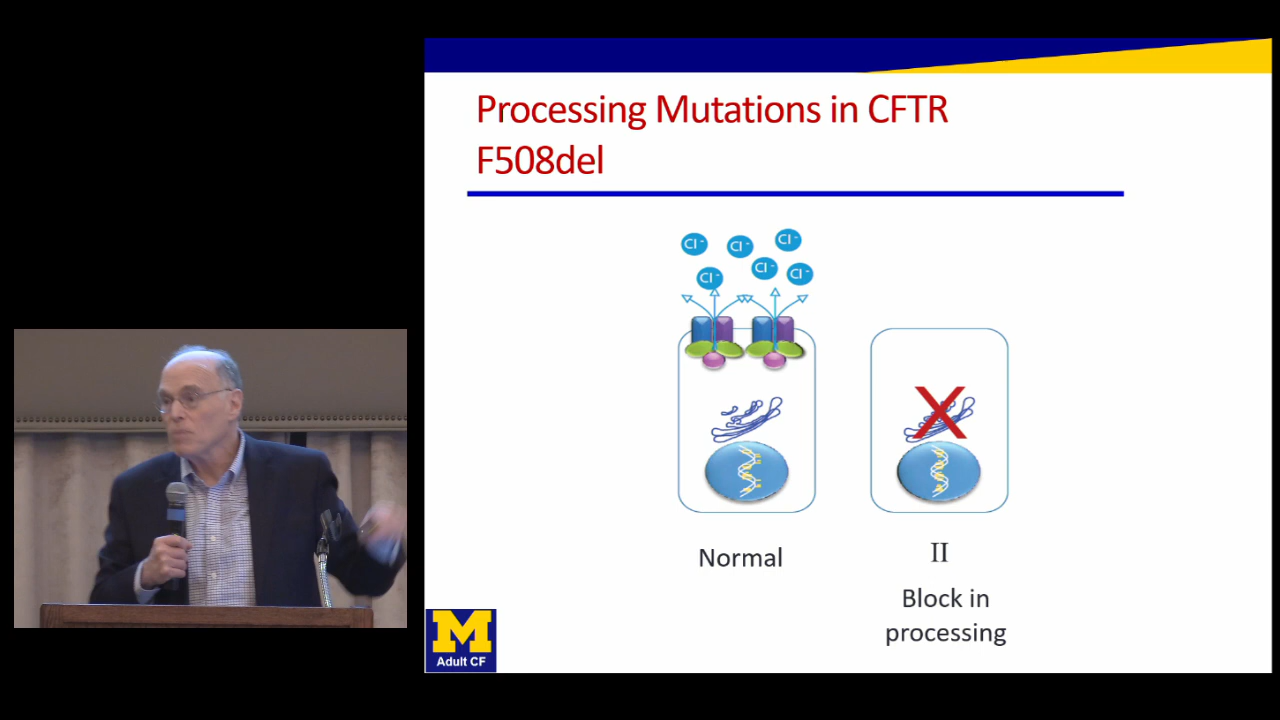 Processing Mutations in CFTR
F508del
Cl⁻
Cl⁻
Cl⁻
Cl⁻
Cl⁻
Cl⁻
Normal
II
Block in
processing
M
Adult CF